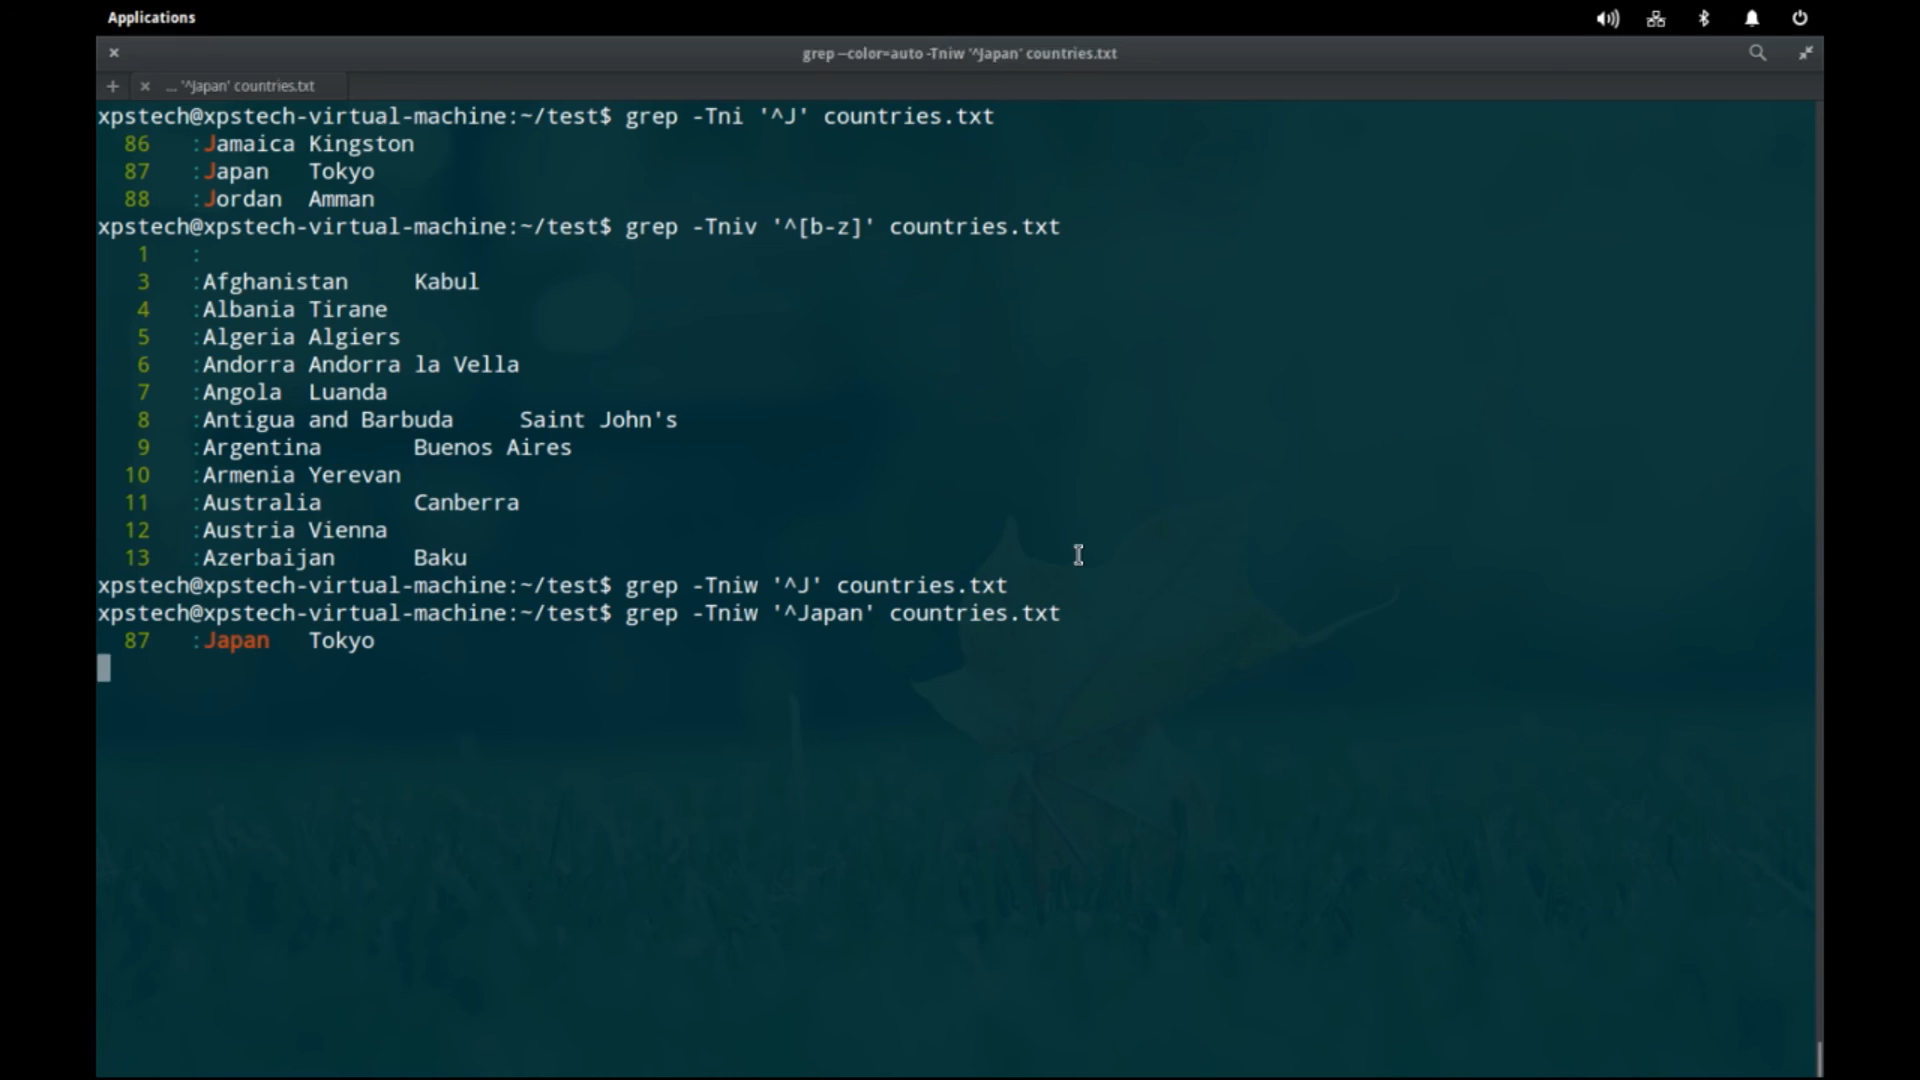 Applications
grep --color=auto -Tniw '^Japan' countries.txt
... '^Japan' countries.txt
xpstech@xpstech-virtual-machine:~/test$ grep -Tni '^J' countries.txt
86 :Jamaica Kingston
87 :Japan Tokyo
88 :Jordan Amman
xpstech@xpstech-virtual-machine:~/test$ grep -Tniv '^[b-z]' countries.txt
1 :
3 :Afghanistan Kabul
4 :Albania Tirane
5 :Algeria Algiers
6 :Andorra Andorra la Vella
7 :Angola Luanda
8 :Antigua and Barbuda Saint John's
9 :Argentina Buenos Aires
10 :Armenia Yerevan
11 :Australia Canberra
12 :Austria Vienna
13 :Azerbaijan Baku
xpstech@xpstech-virtual-machine:~/test$ grep -Tniw '^J' countries.txt
xpstech@xpstech-virtual-machine:~/test$ grep -Tniw '^Japan' countries.txt
87 :Japan Tokyo